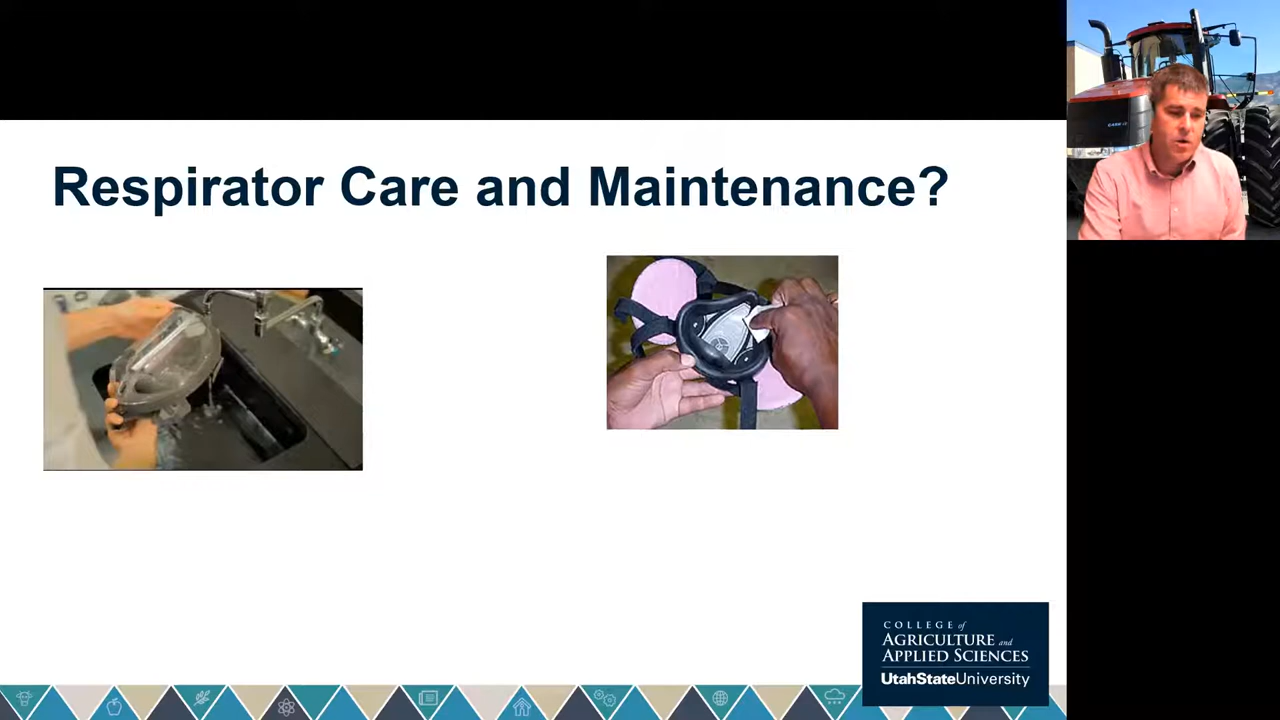 Respirator Care and Maintenance?
COLLEGE of
AGRICULTURE and
APPLIED SCIENCES
UtahStateUniversity